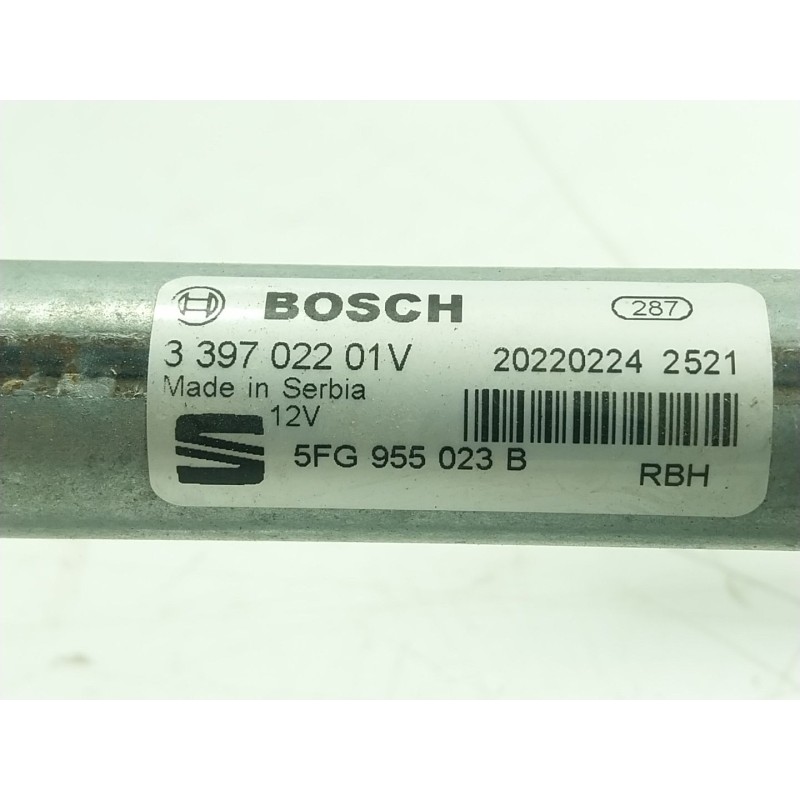 BOSCH 287
3 397 022 01V 20220224 2521
Made in Serbia
12V
5FG 955 023 B RBH